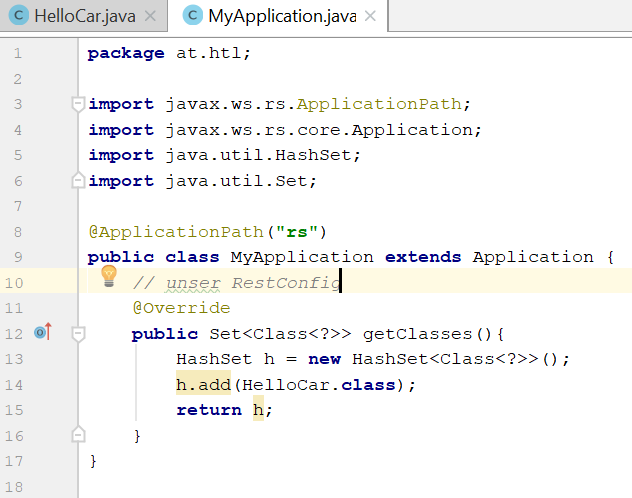 HelloCar.java MyApplication.java
1 package at.htl;
2
3 import javax.ws.rs.ApplicationPath;
4 import javax.ws.rs.core.Application;
5 import java.util.HashSet;
6 import java.util.Set;
7
8 @ApplicationPath("rs")
9 public class MyApplication extends Application {
10 // unser RestConfig
11 @Override
12 public Set<Class<?>> getClasses(){
13 HashSet h = new HashSet<Class<?>>();
14 h.add(HelloCar.class);
15 return h;
16 }
17 }
18